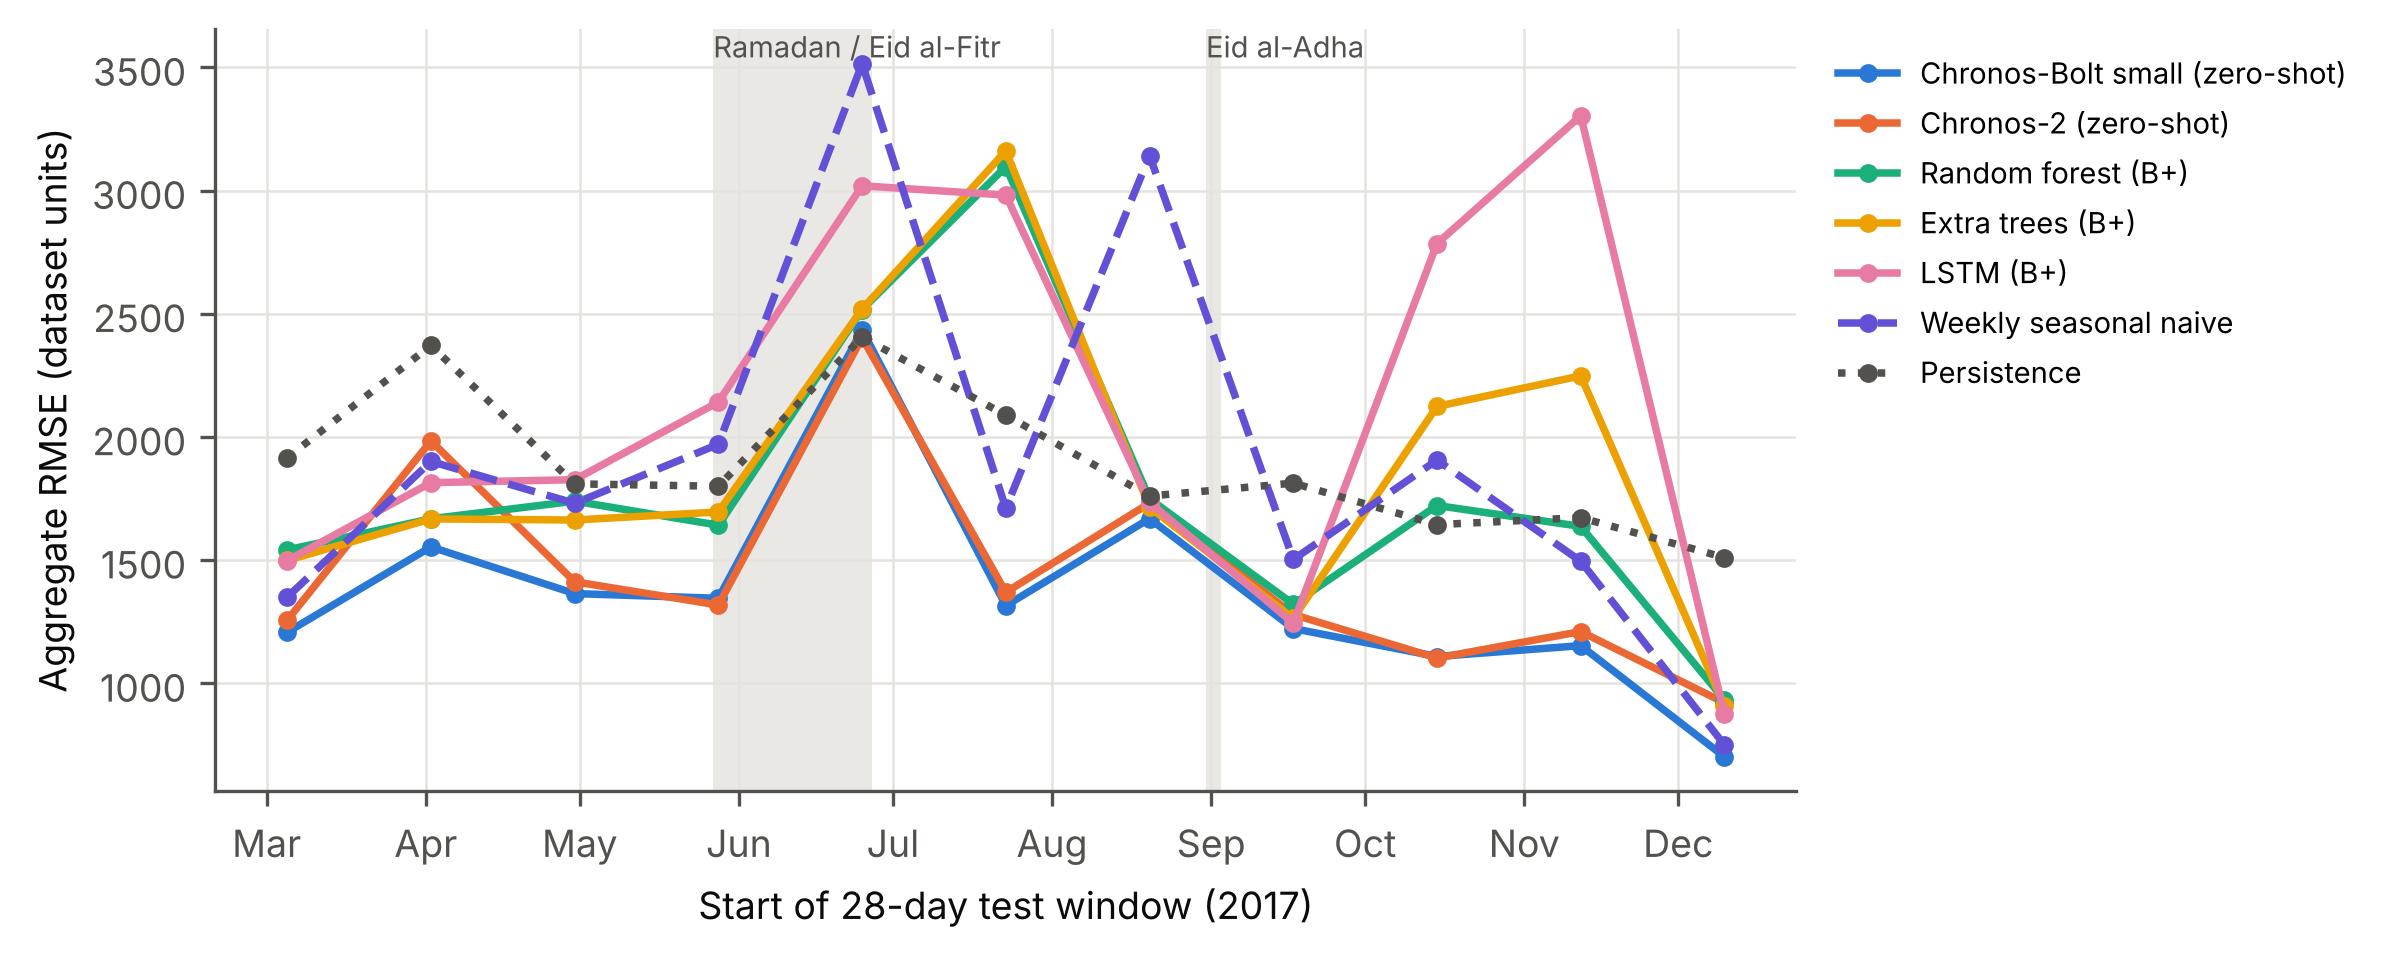 Ramadan / Eid al-Fitr
Eid al-Adha
3500
3000
2500
2000
1500
1000
Aggregate RMSE (dataset units)
Mar Apr May Jun Jul Aug Sep Oct Nov Dec
Start of 28-day test window (2017)
Chronos-Bolt small (zero-shot)
Chronos-2 (zero-shot)
Random forest (B+)
Extra trees (B+)
LSTM (B+)
Weekly seasonal naive
Persistence